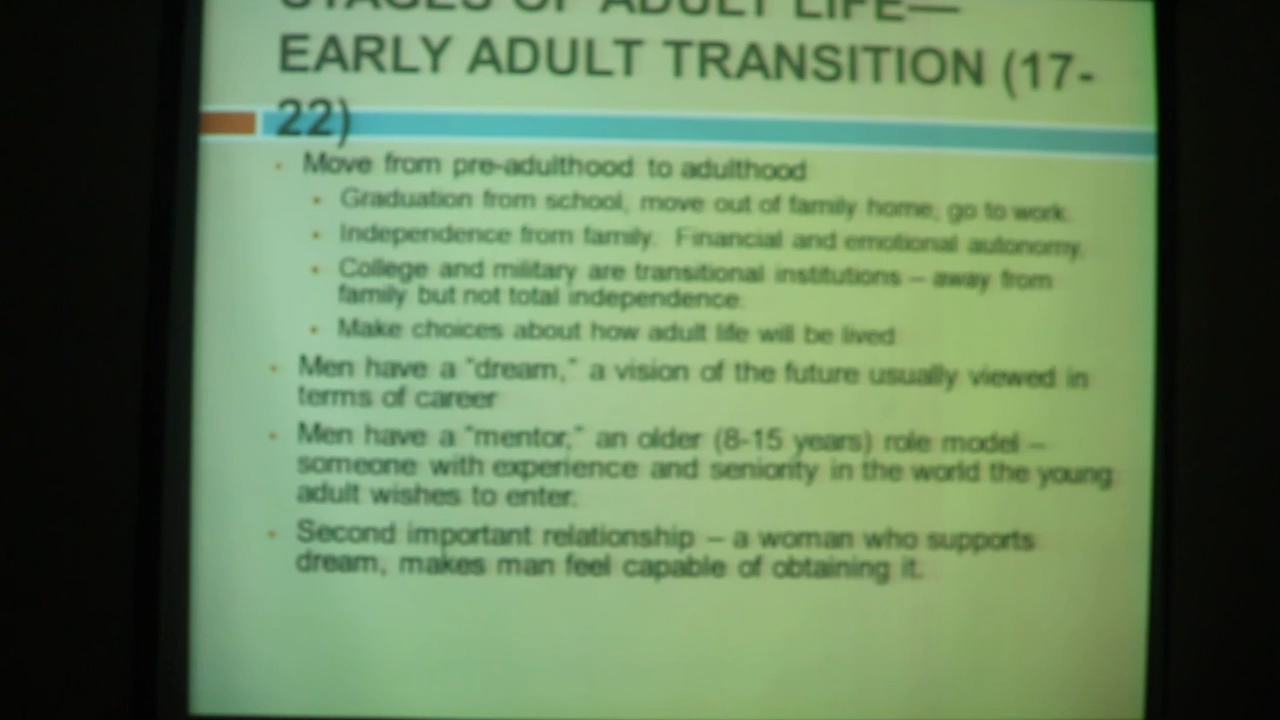 STAGES OF ADULT LIFE—
EARLY ADULT TRANSITION (17-
22)
• Move from pre-adulthood to adulthood
• Graduation from school, move out of family home, go to work.
• Independence from family. Financial and emotional autonomy.
• College and military are transitional institutions – away from
family but not total independence.
• Make choices about how adult life will be lived
• Men have a "dream," a vision of the future usually viewed in
terms of career
• Men have a "mentor," an older (8-15 years) role model –
someone with experience and seniority in the world the young
adult wishes to enter.
• Second important relationship – a woman who supports
dream, makes man feel capable of obtaining it.